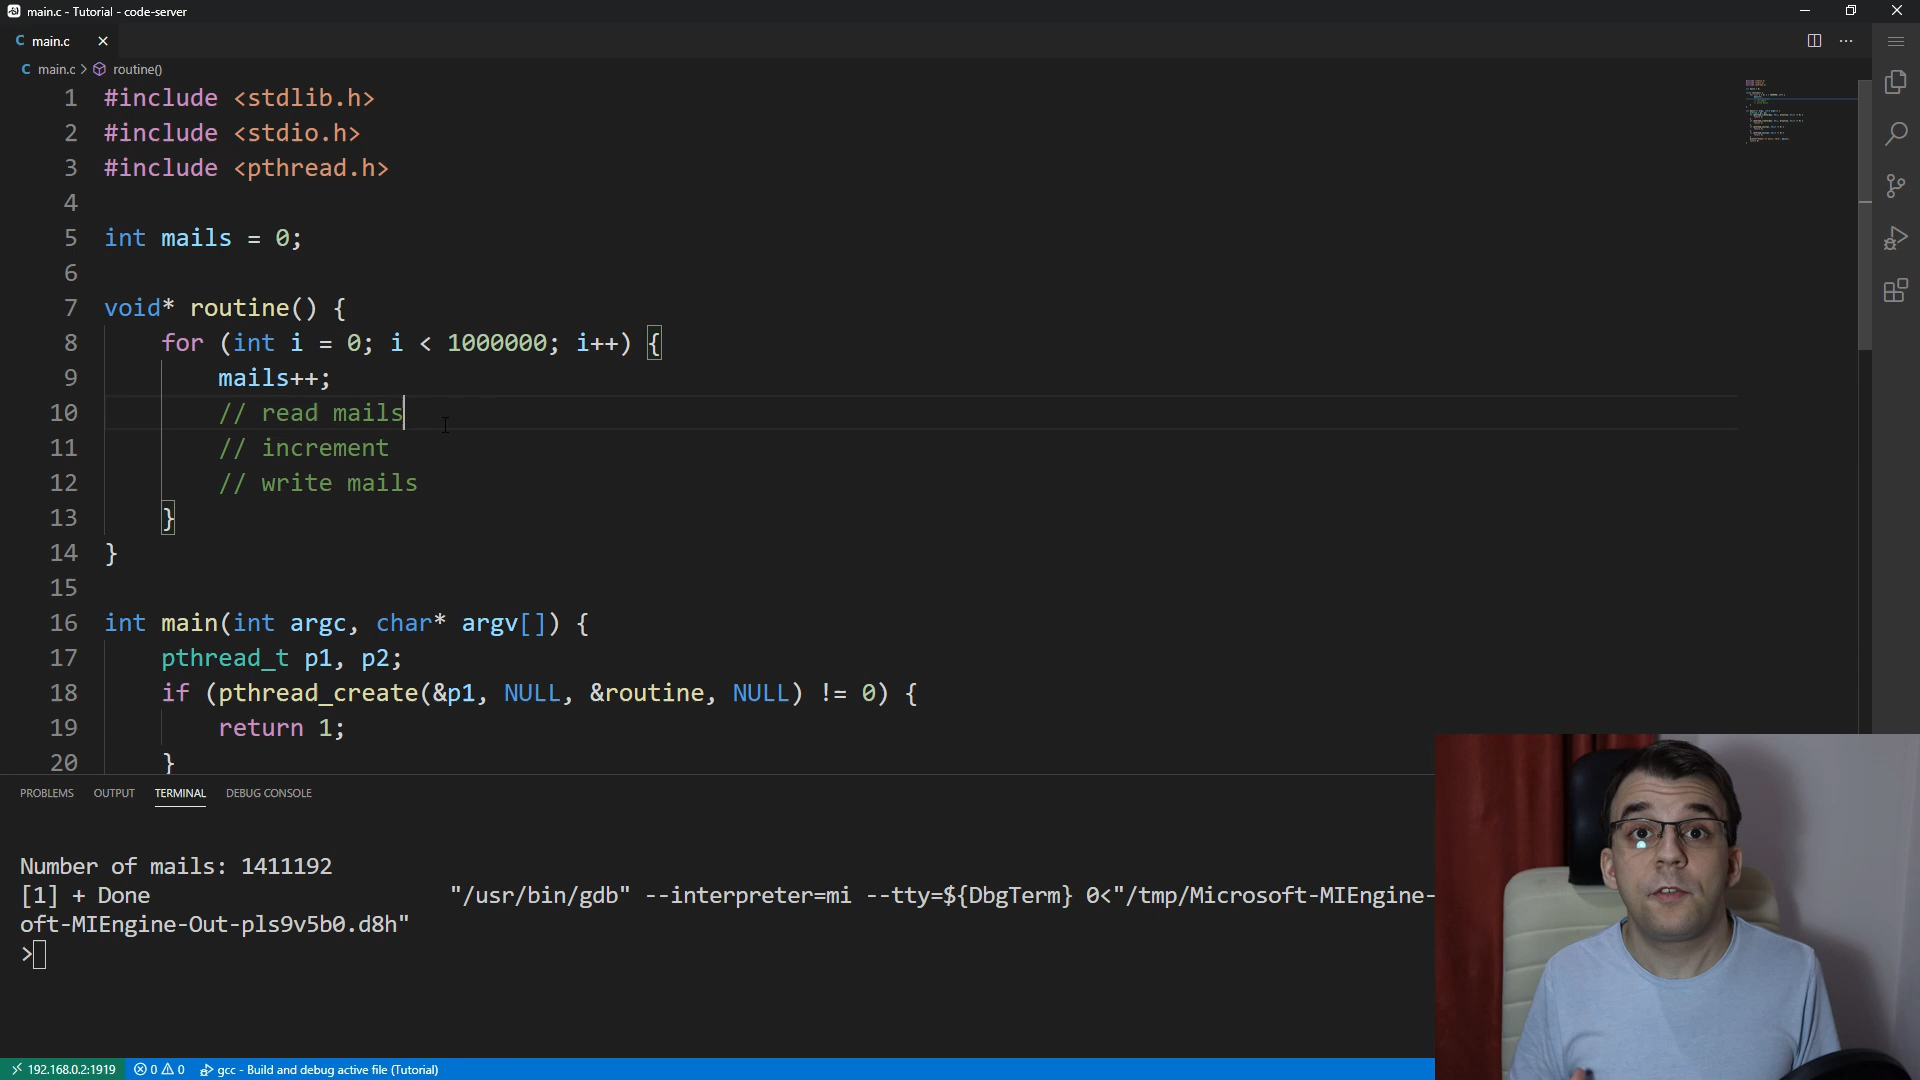 main.c - Tutorial - code-server
C main.c
C main.c > routine()
1 #include <stdlib.h>
2 #include <stdio.h>
3 #include <pthread.h>
4
5 int mails = 0;
6
7 void* routine() {
8 for (int i = 0; i < 1000000; i++) {
9 mails++;
10 // read mails
11 // increment
12 // write mails
13 }
14 }
15
16 int main(int argc, char* argv[]) {
17 pthread_t p1, p2;
18 if (pthread_create(&p1, NULL, &routine, NULL) != 0) {
19 return 1;
20 }
PROBLEMS OUTPUT TERMINAL DEBUG CONSOLE
Number of mails: 1411192
[1] + Done "/usr/bin/gdb" --interpreter=mi --tty=${DbgTerm} 0<"/tmp/Microsoft-MIEngine-
oft-MIEngine-Out-pls9v5b0.d8h"
>
192.168.0.2:1919 0 0 gcc - Build and debug active file (Tutorial)